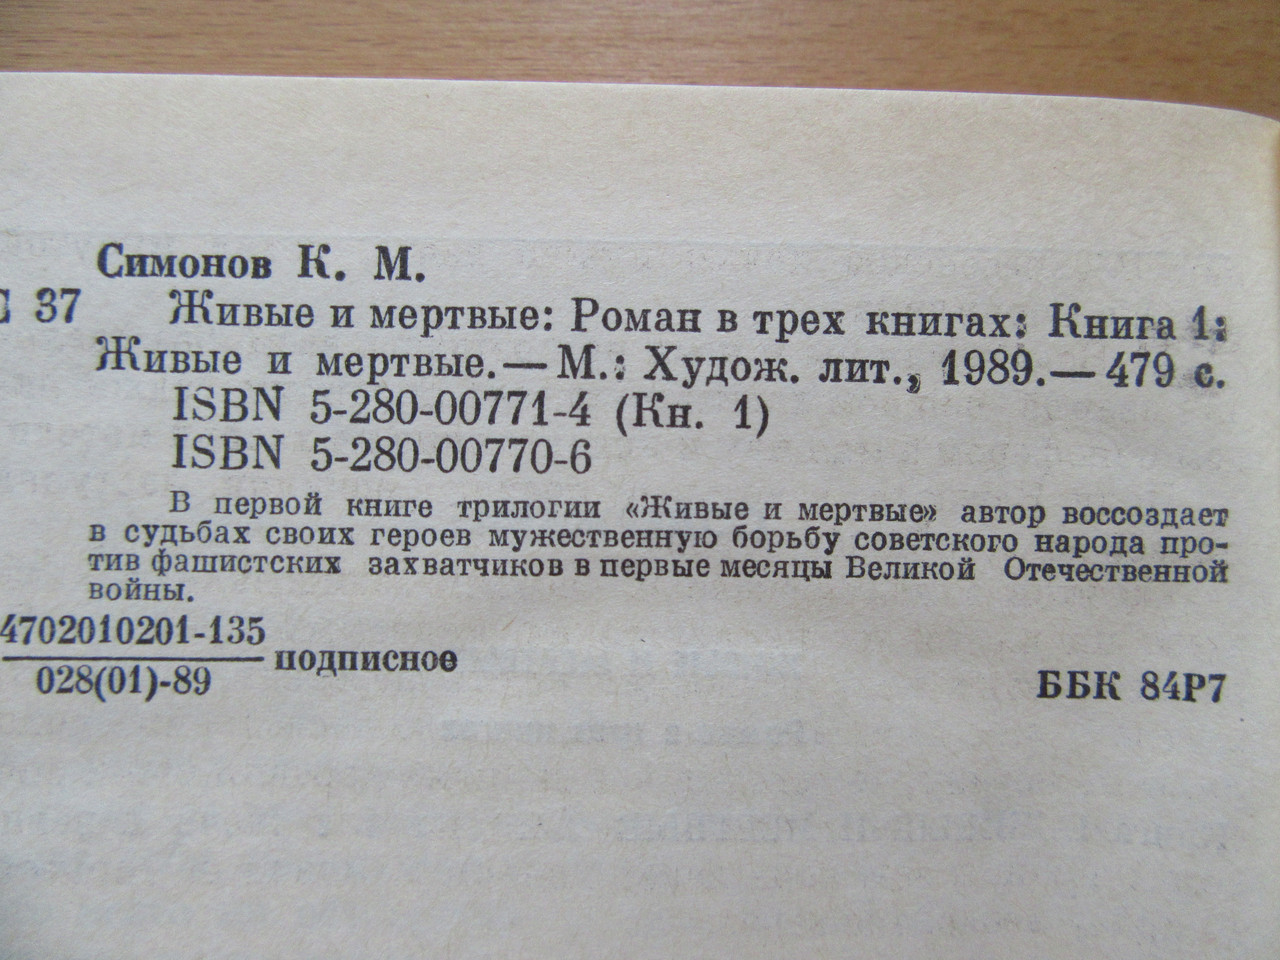 Симонов К. М.
С 37 Живые и мертвые: Роман в трех книгах: Книга 1:
Живые и мертвые.— М.: Худож. лит., 1989.— 479 с.
ISBN 5-280-00771-4 (Кн. 1)
ISBN 5-280-00770-6
В первой книге трилогии «Живые и мертвые» автор воссоздает
в судьбах своих героев мужественную борьбу советского народа про-
тив фашистских захватчиков в первые месяцы Великой Отечественной
войны.
4702010201-135
подписное
028(01)-89
ББК 84Р7